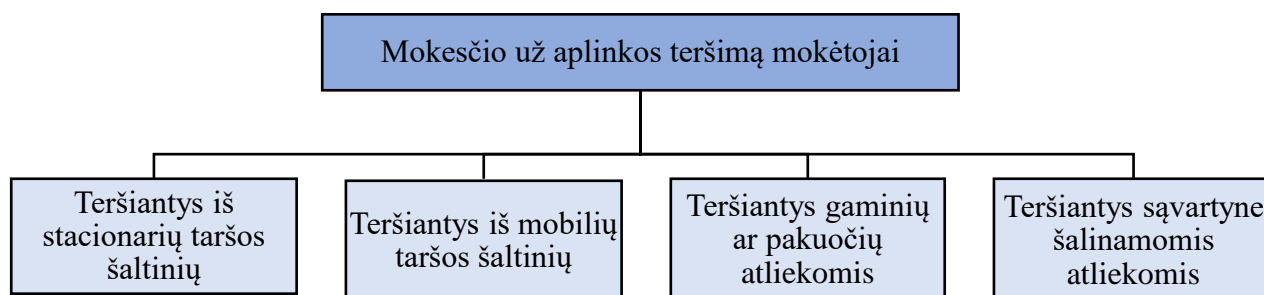 Mokesčio už aplinkos teršimą mokėtojai
Teršiantys iš
stacionarių taršos
šaltinių
Teršiantys iš mobilių
taršos šaltinių
Teršiantys gaminių
ar pakuočių
atliekomis
Teršiantys sąvartyne
šalinamomis
atliekomis